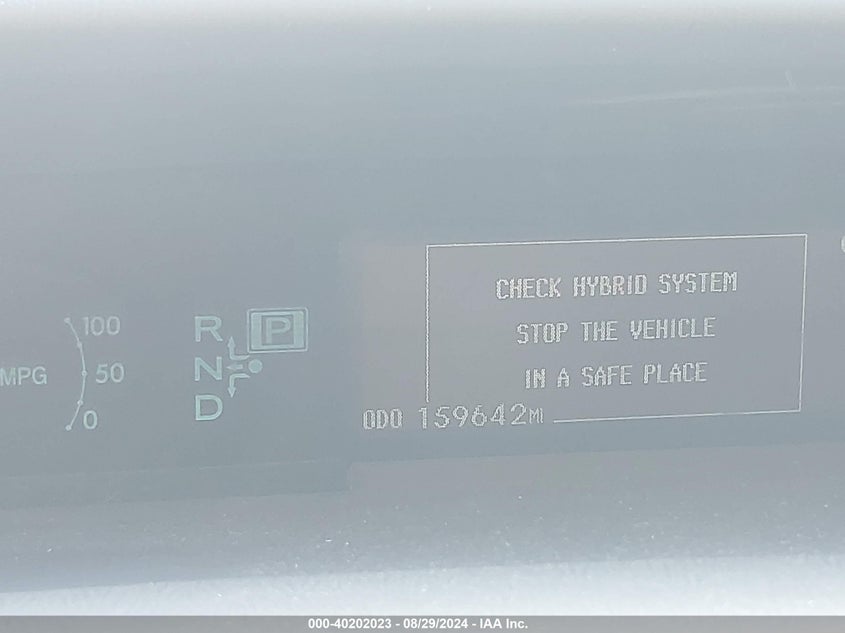 CHECK HYBRID SYSTEM
STOP THE VEHICLE
IN A SAFE PLACE
ODO 159642MI
MPG
100
50
0
R
P
N
D
000-40202023 - 08/29/2024 - IAA Inc.